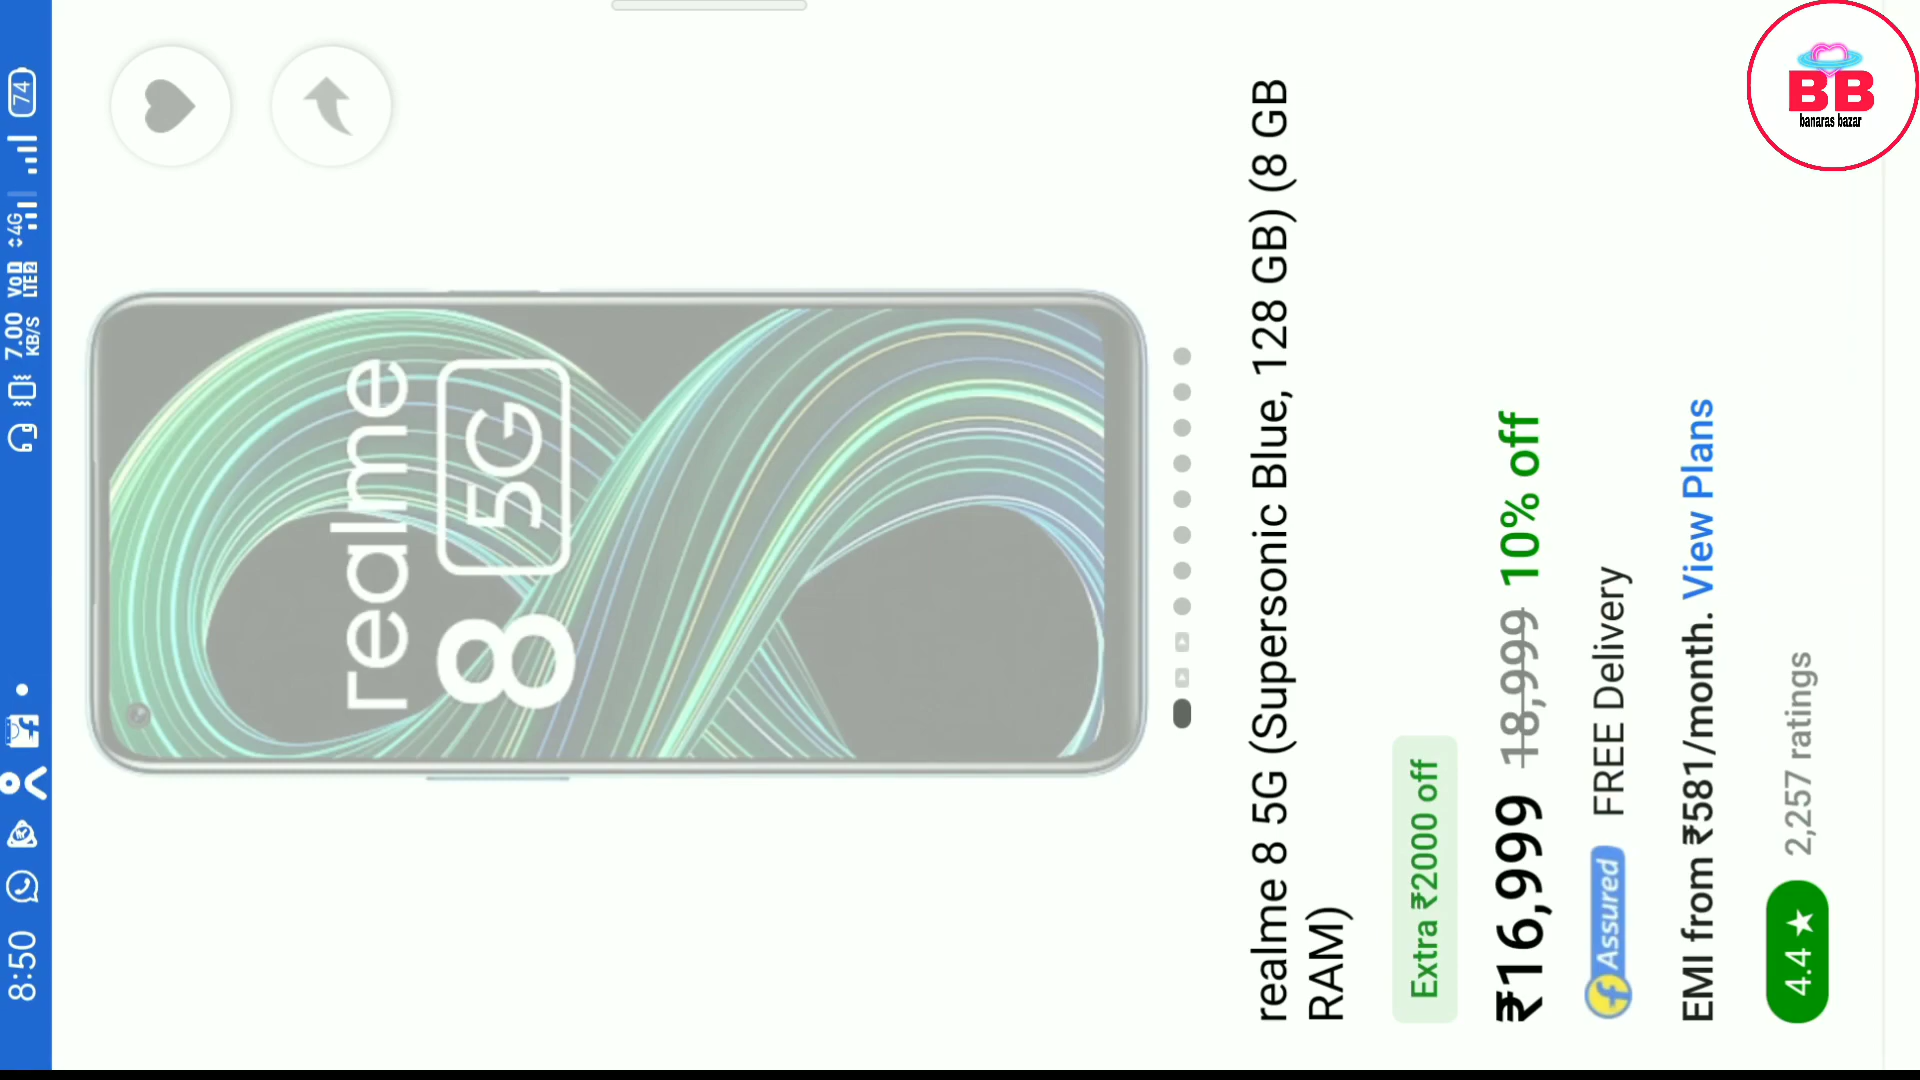 8:50
7.00
KB/S
VoD
LTE2
4G
74
realme
8 5G
realme 8 5G (Supersonic Blue, 128 GB) (8 GB
RAM)
Extra ₹2000 off
₹16,999 18,999 10% off
f Assured FREE Delivery
EMI from ₹581/month. View Plans
4.4 ★ 2,257 ratings
BB
banaras bazar